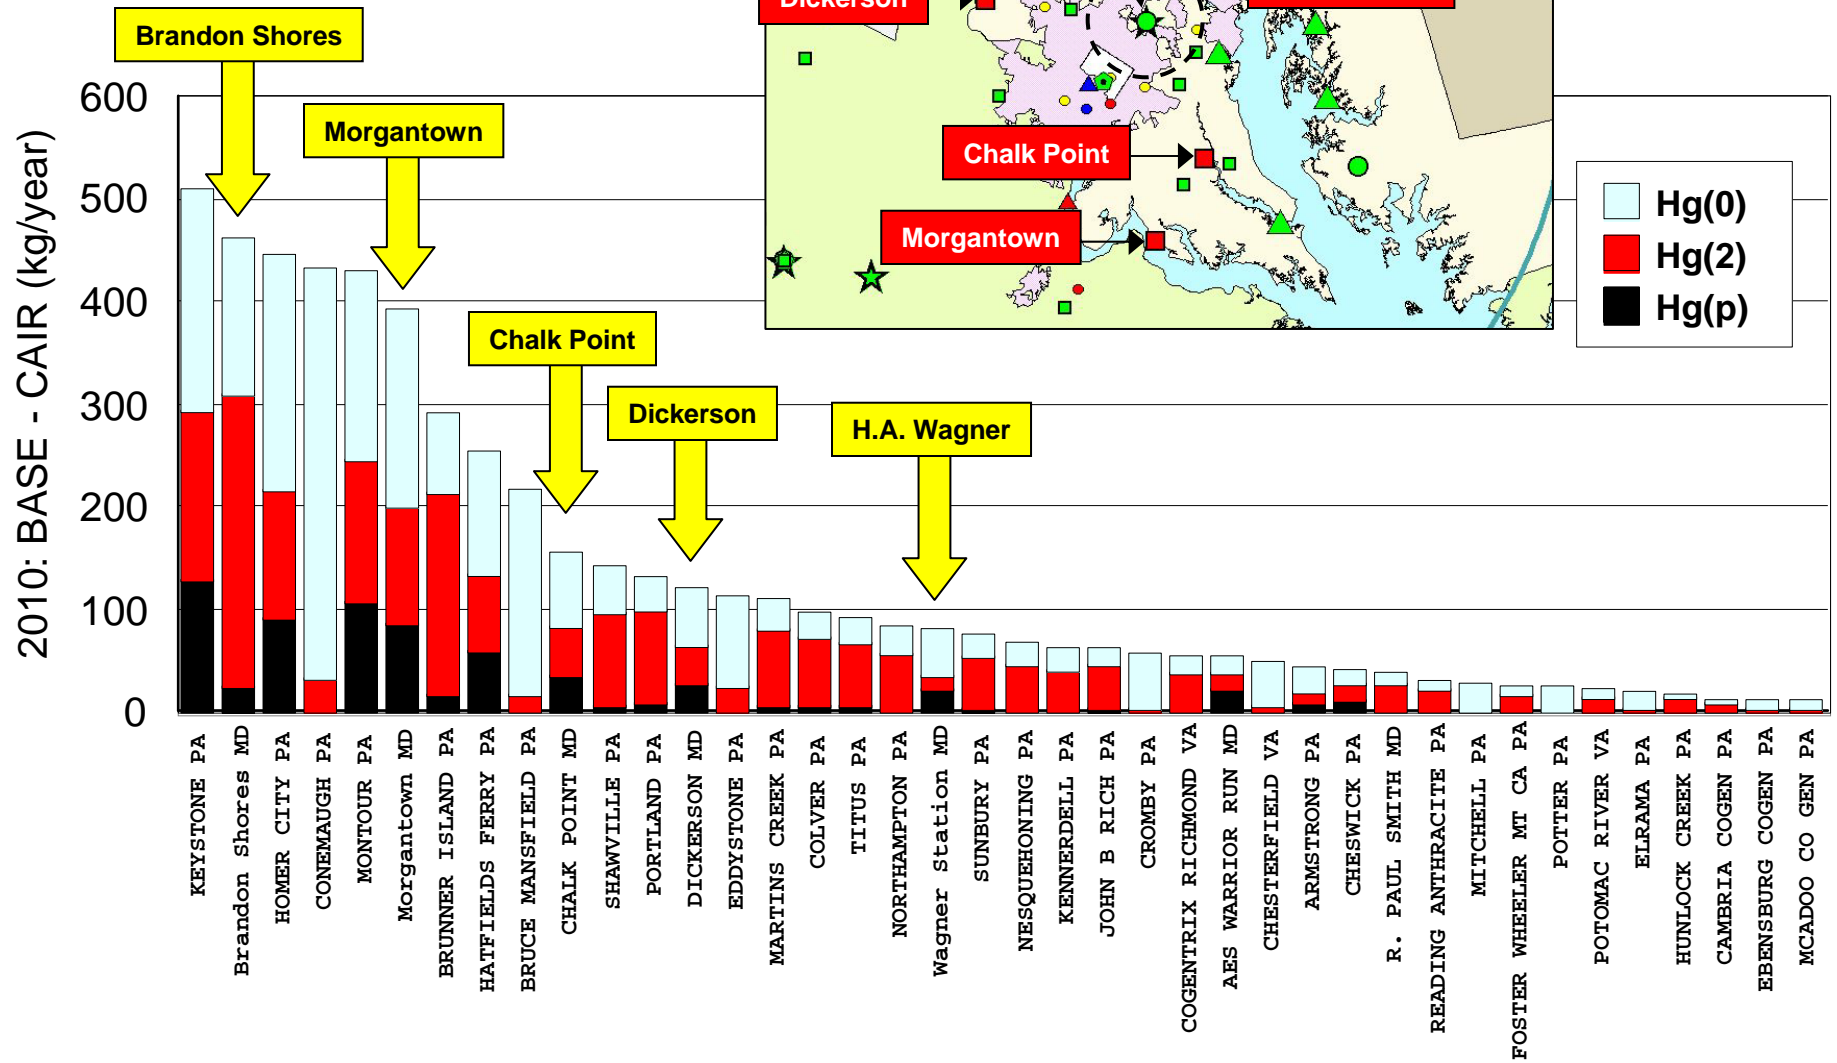 Dickerson
Brandon Shores
Morgantown
Chalk Point
Morgantown
Chalk Point
Dickerson
H.A. Wagner
Hg(0)
Hg(2)
Hg(p)
2010: BASE - CAIR (kg/year)
600
500
400
300
200
100
0
KEYSTONE PA
Brandon Shores MD
HOMER CITY PA
CONEMAUGH PA
MONTOUR PA
Morgantown MD
BRUNNER ISLAND PA
HATFIELDS FERRY PA
BRUCE MANSFIELD PA
CHALK POINT MD
SHAWVILLE PA
PORTLAND PA
DICKERSON MD
EDDYSTONE PA
MARTINS CREEK PA
COLVER PA
TITUS PA
NORTHAMPTON PA
Wagner Station MD
SUNBURY PA
NESQUEHONING PA
KENNERDELL PA
JOHN B RICH PA
CROMBY PA
COGENTRIX RICHMOND VA
AES WARRIOR RUN MD
CHESTERFIELD VA
ARMSTRONG PA
CHESWICK PA
R. PAUL SMITH MD
READING ANTHRACITE PA
MITCHELL PA
FOSTER WHEELER MT CA PA
POTTER PA
POTOMAC RIVER VA
ELRAMA PA
HUNLOCK CREEK PA
CAMBRIA COGEN PA
EBENSBURG COGEN PA
MCADOO CO GEN PA